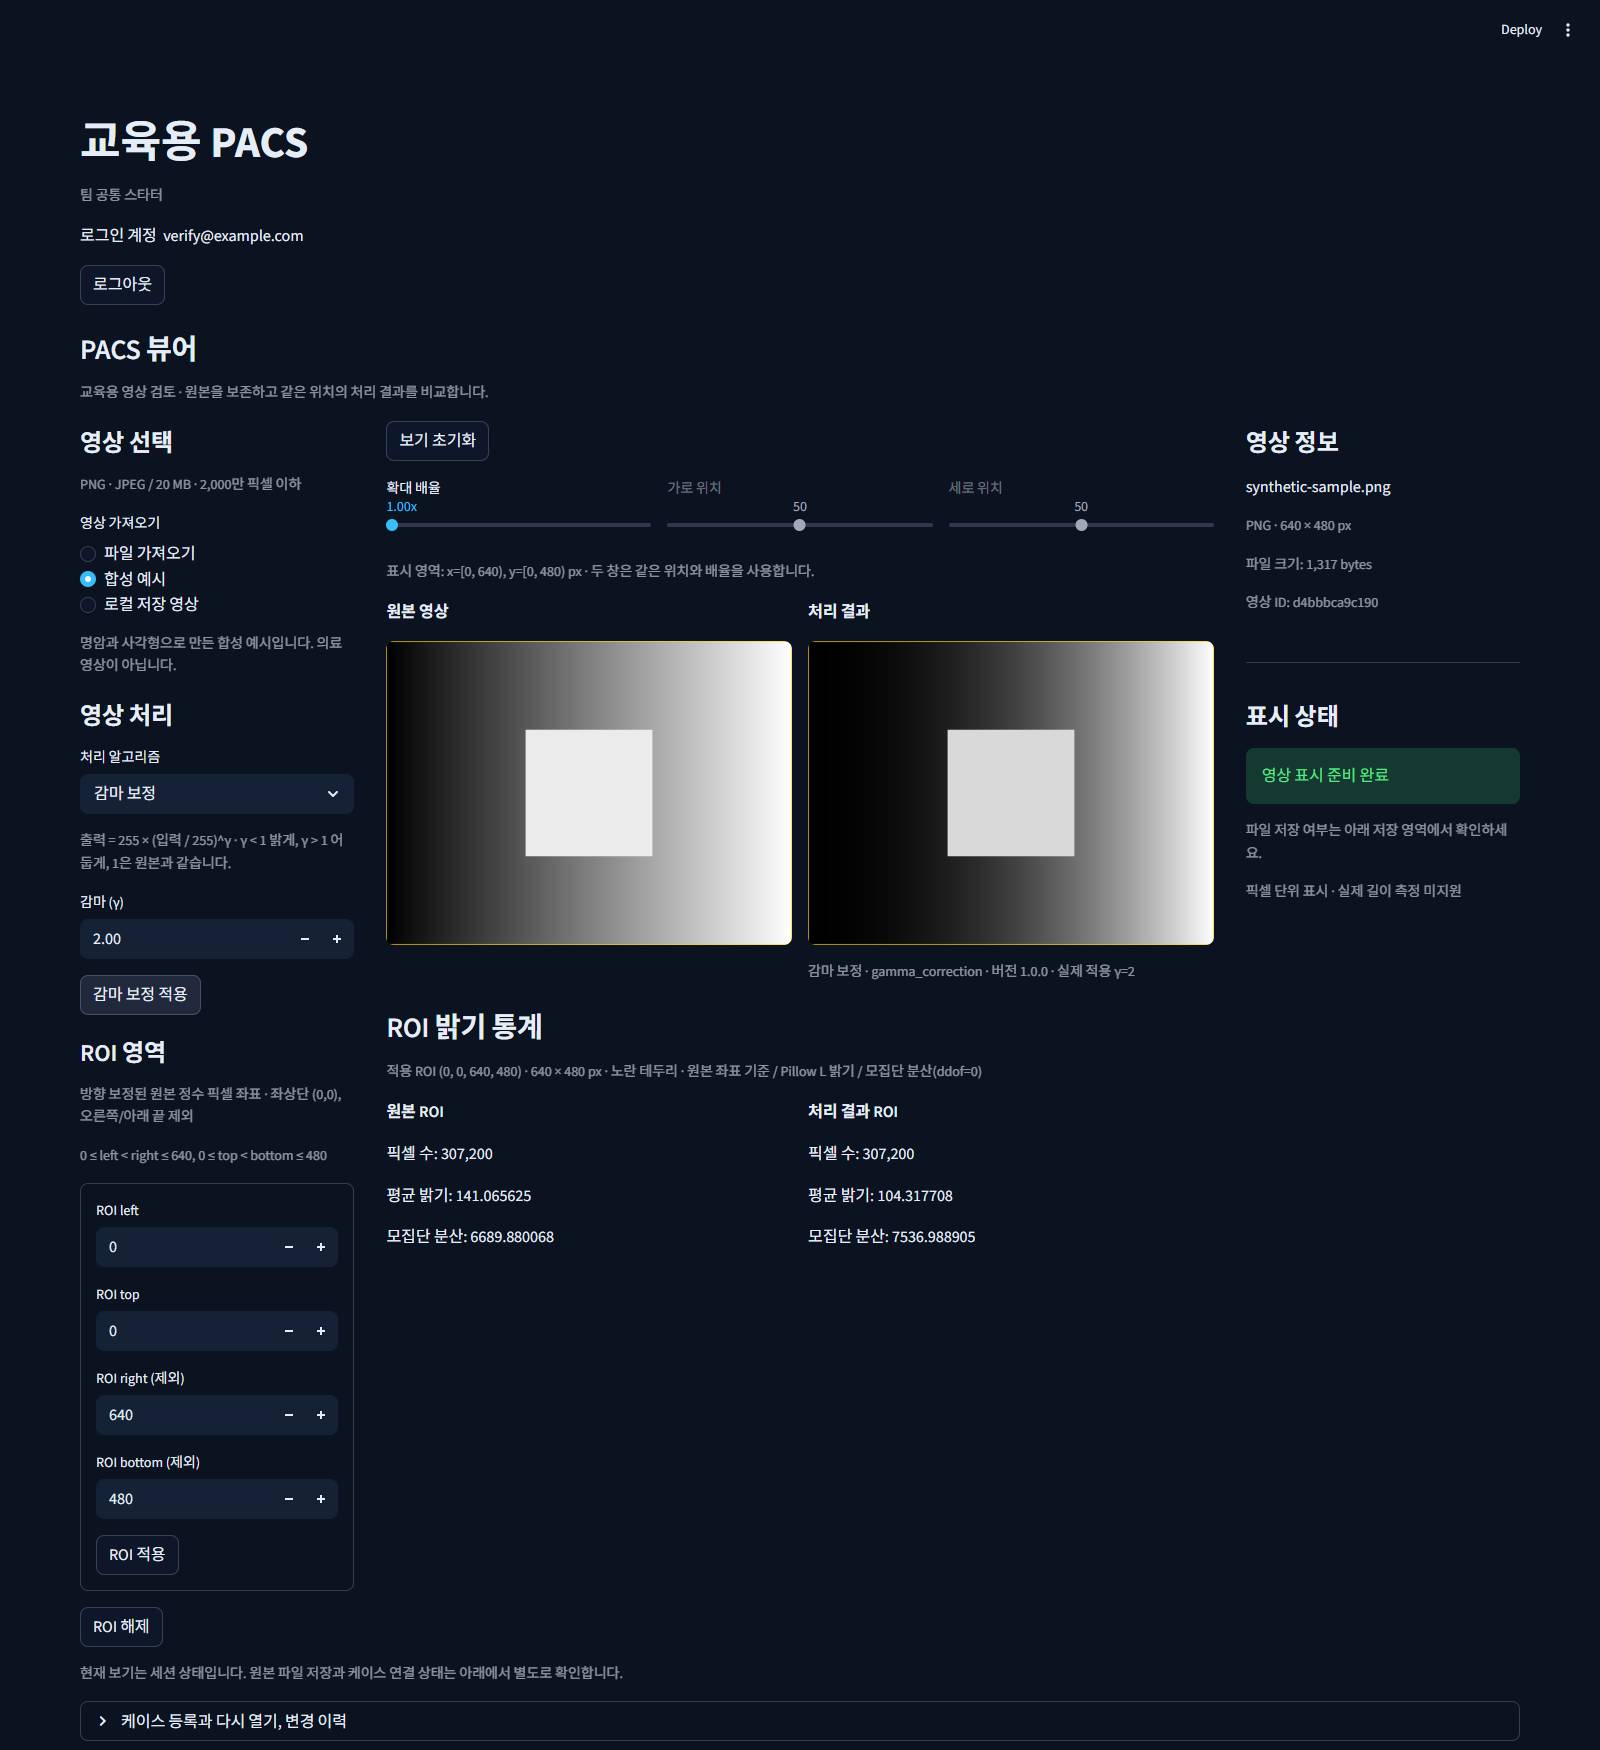 Deploy
교육용 PACS
팀 공통 스타터
로그인 계정 verify@example.com
로그아웃
PACS 뷰어
교육용 영상 검토 · 원본을 보존하고 같은 위치의 처리 결과를 비교합니다.
영상 선택
PNG · JPEG / 20 MB · 2,000만 픽셀 이하
영상 가져오기
파일 가져오기
합성 예시
로컬 저장 영상
명암과 사각형으로 만든 합성 예시입니다. 의료
영상이 아닙니다.
영상 처리
처리 알고리즘
감마 보정
출력 = 255 × (입력 / 255)^γ · γ < 1 밝게, γ > 1 어
둡게, 1은 원본과 같습니다.
감마 (γ)
2.00
감마 보정 적용
ROI 영역
방향 보정된 원본 정수 픽셀 좌표 · 좌상단 (0,0),
오른쪽/아래 끝 제외
0 ≤ left < right ≤ 640, 0 ≤ top < bottom ≤ 480
ROI left
0
ROI top
0
ROI right (제외)
640
ROI bottom (제외)
480
ROI 적용
ROI 해제
보기 초기화
확대 배율
1.00x
가로 위치
50
세로 위치
50
표시 영역: x=[0, 640), y=[0, 480) px · 두 창은 같은 위치와 배율을 사용합니다.
원본 영상
처리 결과
감마 보정 · gamma_correction · 버전 1.0.0 · 실제 적용 γ=2
ROI 밝기 통계
적용 ROI (0, 0, 640, 480) · 640 × 480 px · 노란 테두리 · 원본 좌표 기준 / Pillow L 밝기 / 모집단 분산(ddof=0)
원본 ROI
픽셀 수: 307,200
평균 밝기: 141.065625
모집단 분산: 6689.880068
처리 결과 ROI
픽셀 수: 307,200
평균 밝기: 104.317708
모집단 분산: 7536.988905
영상 정보
synthetic-sample.png
PNG · 640 × 480 px
파일 크기: 1,317 bytes
영상 ID: d4bbbca9c190
표시 상태
영상 표시 준비 완료
파일 저장 여부는 아래 저장 영역에서 확인하세
요.
픽셀 단위 표시 · 실제 길이 측정 미지원
현재 보기는 세션 상태입니다. 원본 파일 저장과 케이스 연결 상태는 아래에서 별도로 확인합니다.
케이스 등록과 다시 열기, 변경 이력